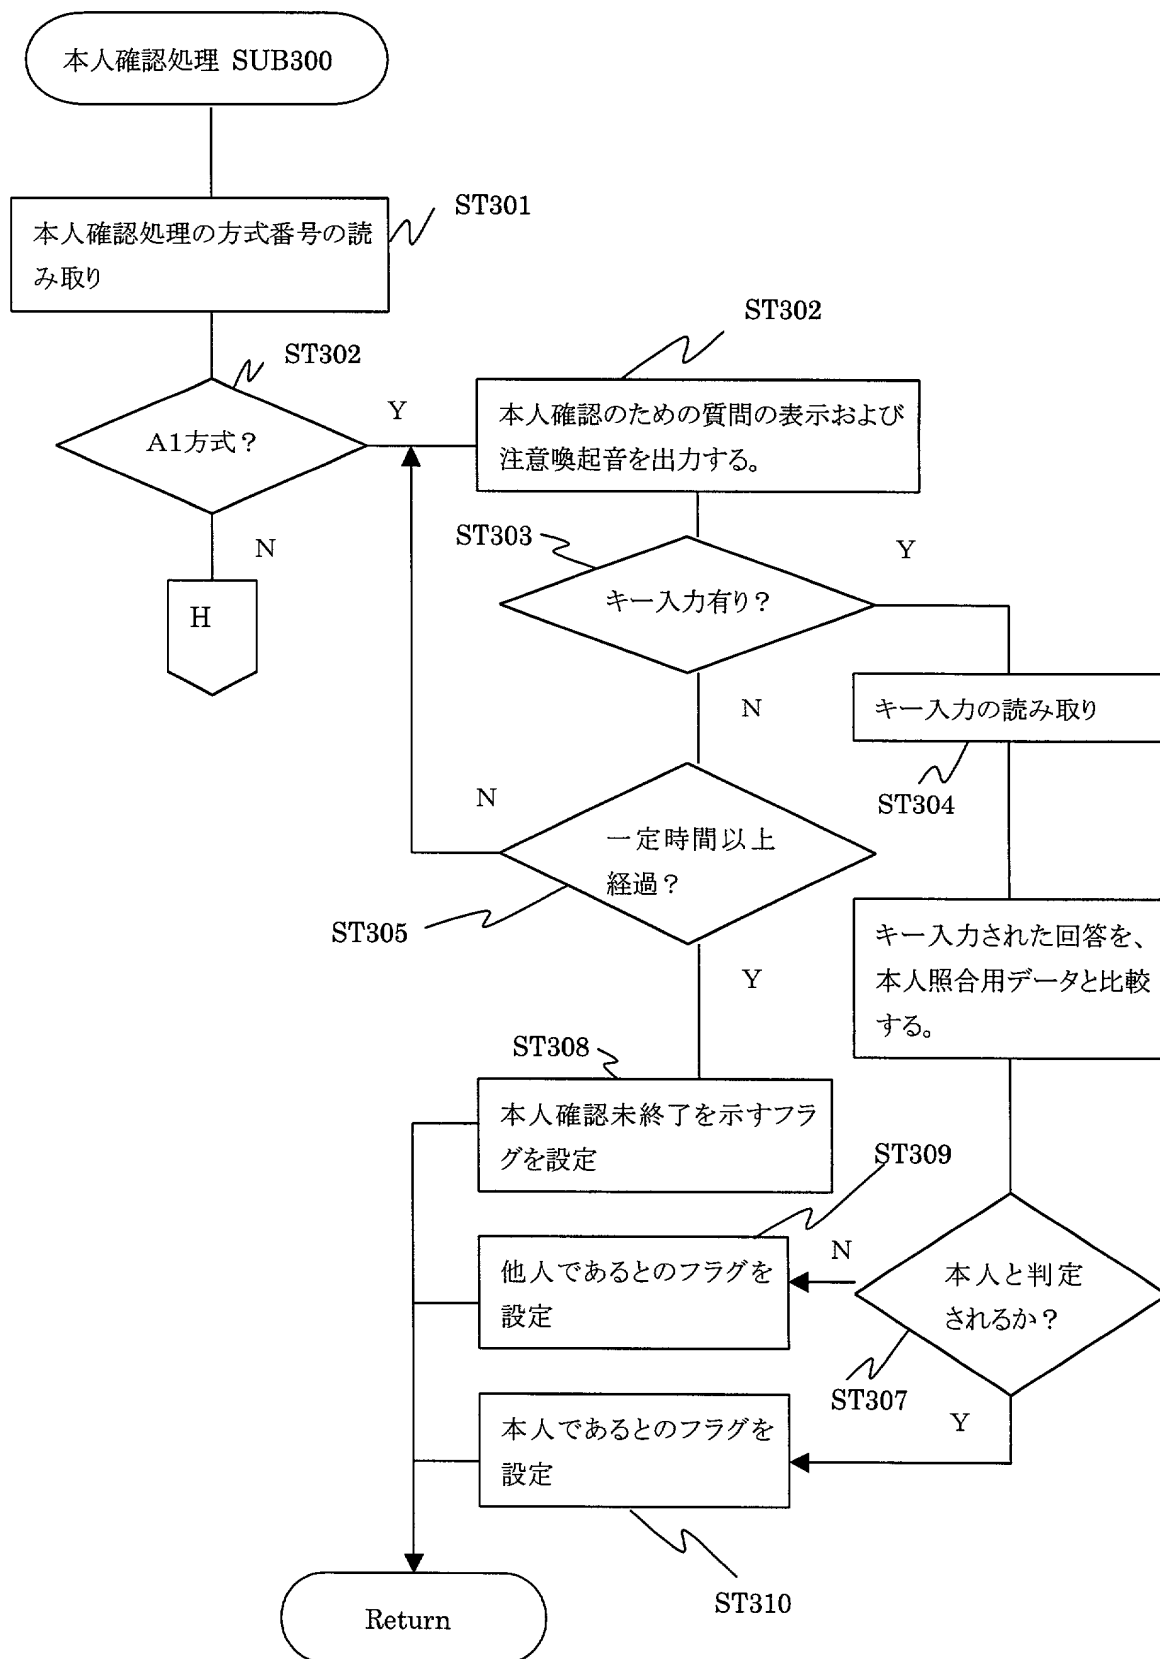 本人確認処理 SUB300
ST301
本人確認処理の方式番号の読
み取り
ST302
ST302
A1方式？
Y
本人確認のための質問の表示および
注意喚起音を出力する。
N
H
ST303
Y
キー入力有り？
N
キー入力の読み取り
ST304
N
一定時間以上
経過？
ST305
Y
キー入力された回答を、
本人照合用データと比較
する。
ST308
本人確認未終了を示すフラ
グを設定
ST309
他人であるとのフラグを
設定
N
本人と判定
されるか？
ST307
Y
本人であるとのフラグを
設定
ST310
Return